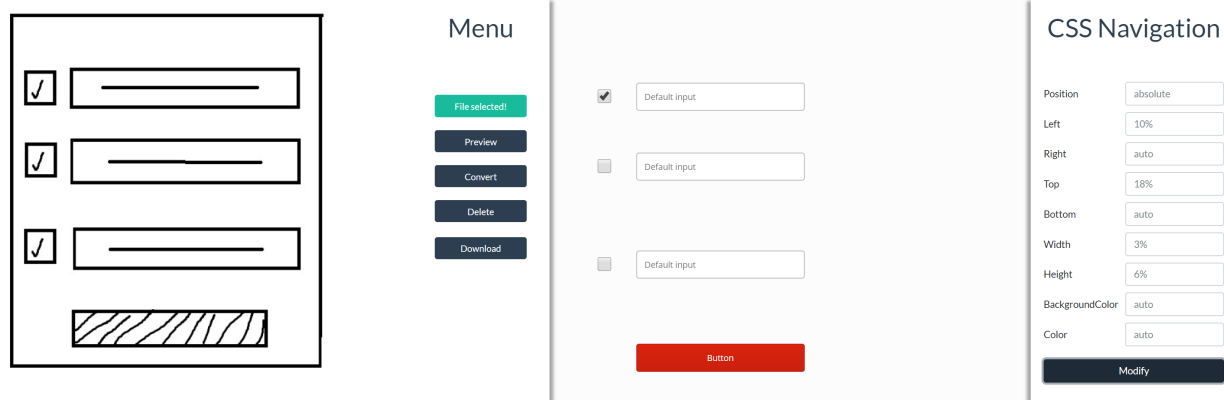 Menu
File selected!
Preview
Convert
Delete
Download
Default input
Default input
Default input
Button
CSS Navigation
Position absolute
Left 10%
Right auto
Top 18%
Bottom auto
Width 3%
Height 6%
BackgroundColor auto
Color auto
Modify